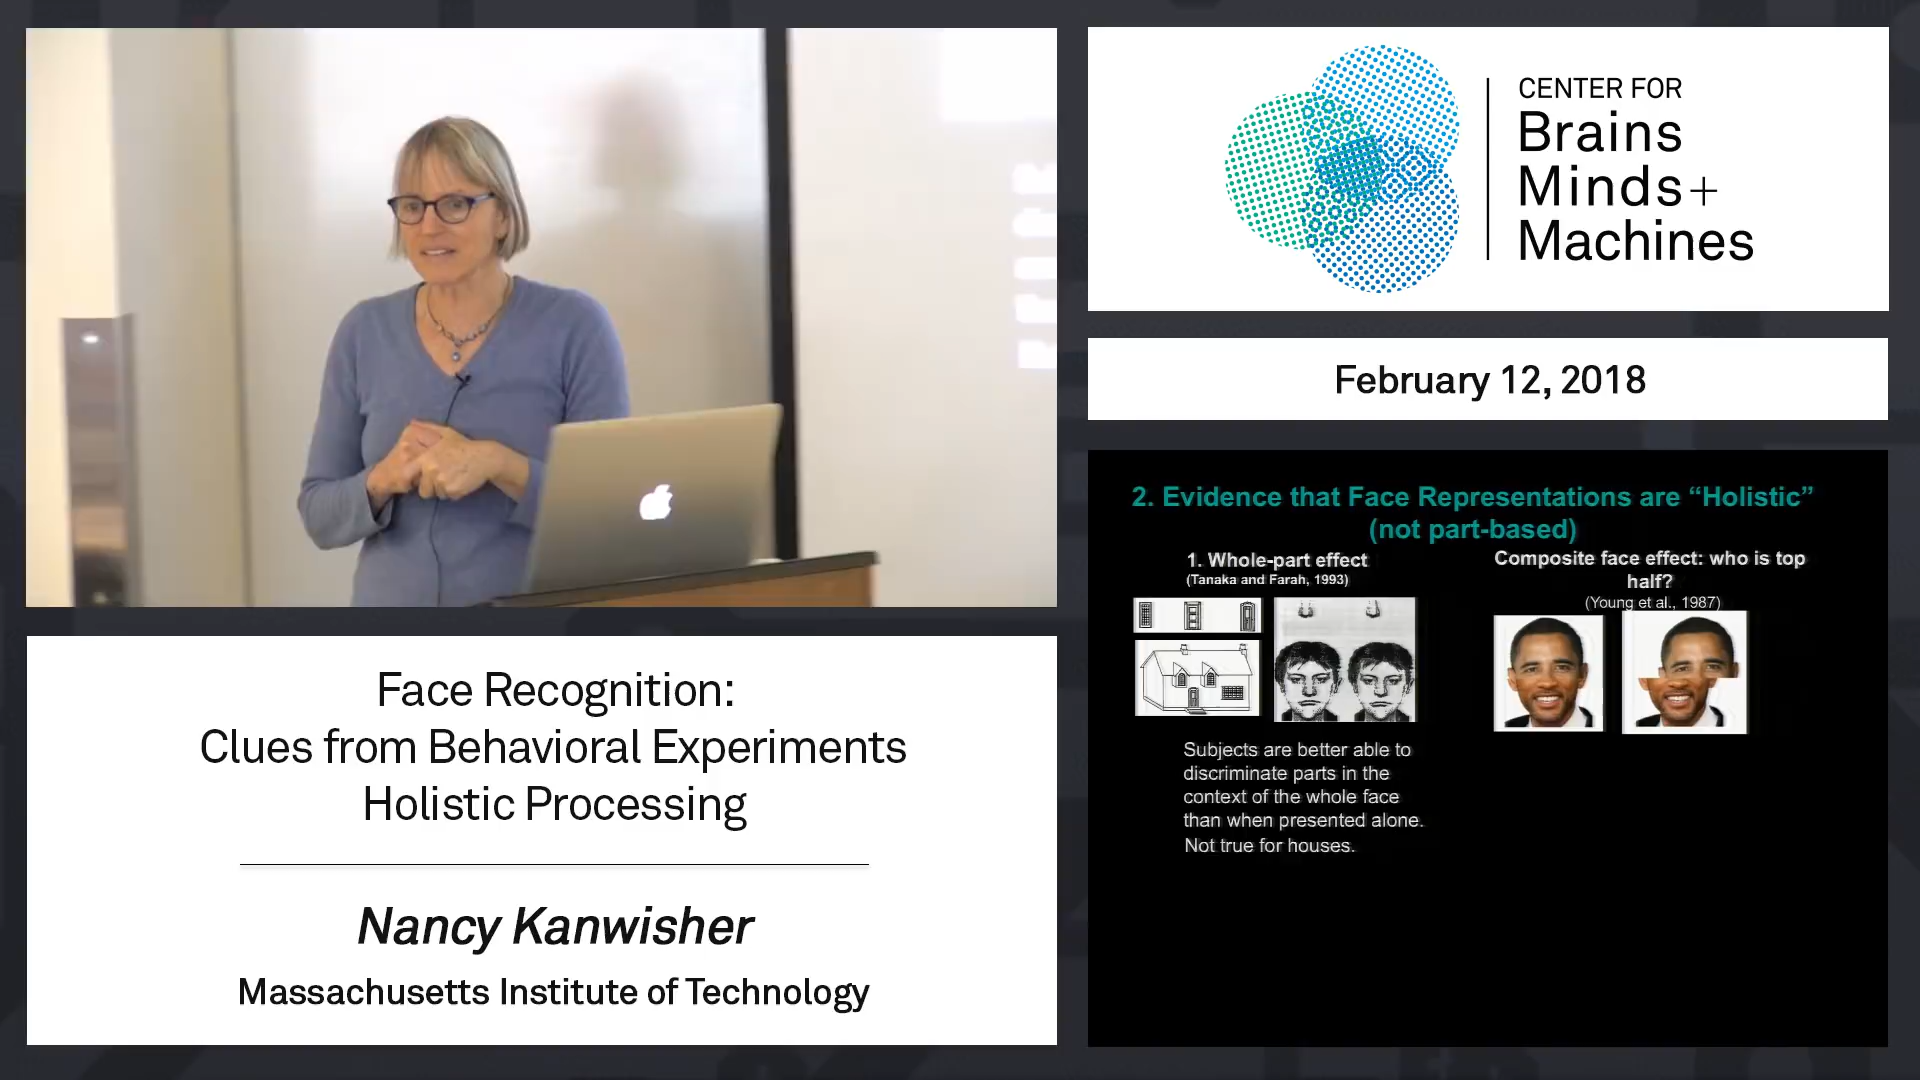 CENTER FOR
Brains
Minds+
Machines
February 12, 2018
2. Evidence that Face Representations are “Holistic”
(not part-based)
1. Whole-part effect
(Tanaka and Farah, 1993)
Subjects are better able to
discriminate parts in the
context of the whole face
than when presented alone.
Not true for houses.
Composite face effect: who is top
half?
(Young et al., 1987)
Face Recognition:
Clues from Behavioral Experiments
Holistic Processing
Nancy Kanwisher
Massachusetts Institute of Technology